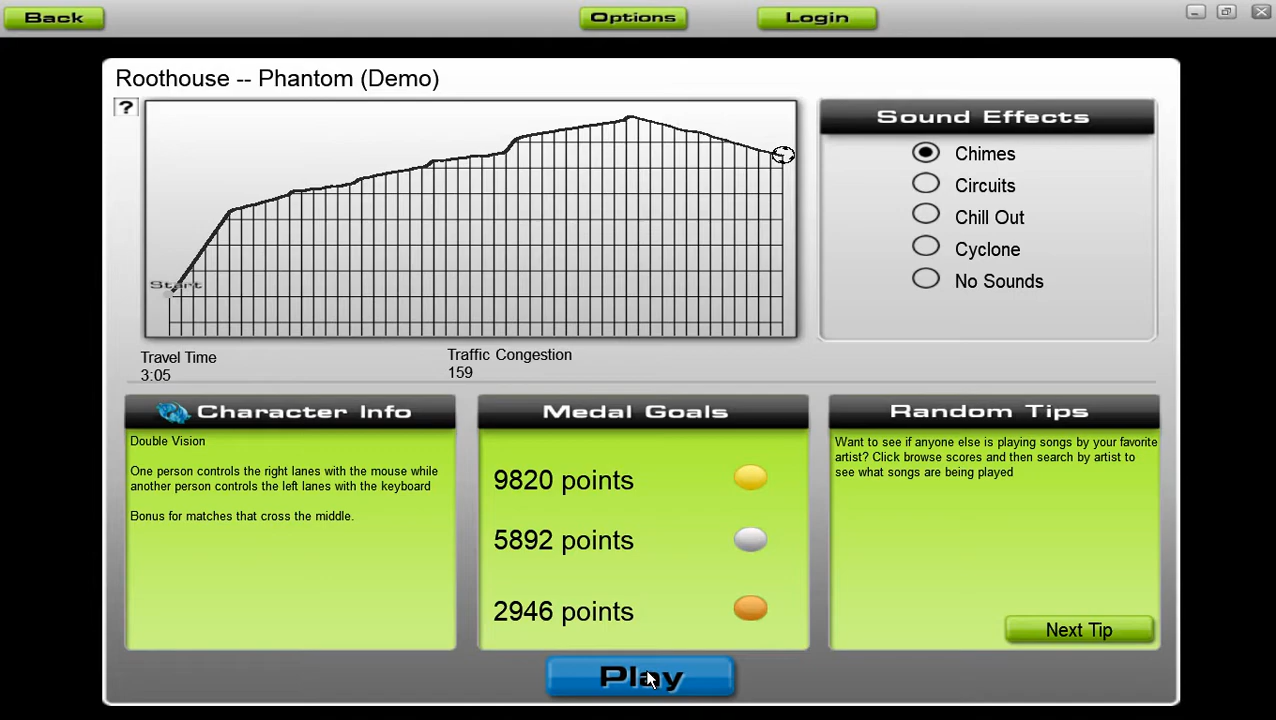 Back
Options
Login
Roothouse -- Phantom (Demo)
?
Start
Travel Time
3:05
Traffic Congestion
159
Sound Effects
Chimes
Circuits
Chill Out
Cyclone
No Sounds
Character Info
Double Vision
One person controls the right lanes with the mouse while
another person controls the left lanes with the keyboard
Bonus for matches that cross the middle.
Medal Goals
9820 points
5892 points
2946 points
Random Tips
Want to see if anyone else is playing songs by your favorite
artist? Click browse scores and then search by artist to
see what songs are being played
Next Tip
Play